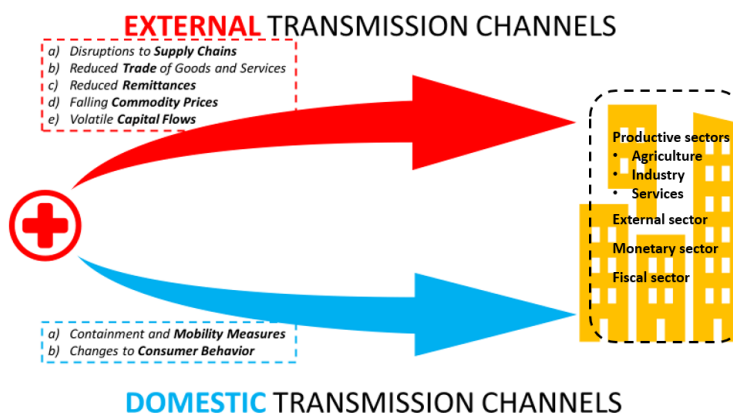 EXTERNAL TRANSMISSION CHANNELS
a) Disruptions to Supply Chains
b) Reduced Trade of Goods and Services
c) Reduced Remittances
d) Falling Commodity Prices
e) Volatile Capital Flows
Productive sectors
• Agriculture
• Industry
• Services
External sector
Monetary sector
Fiscal sector
a) Containment and Mobility Measures
b) Changes to Consumer Behavior
DOMESTIC TRANSMISSION CHANNELS